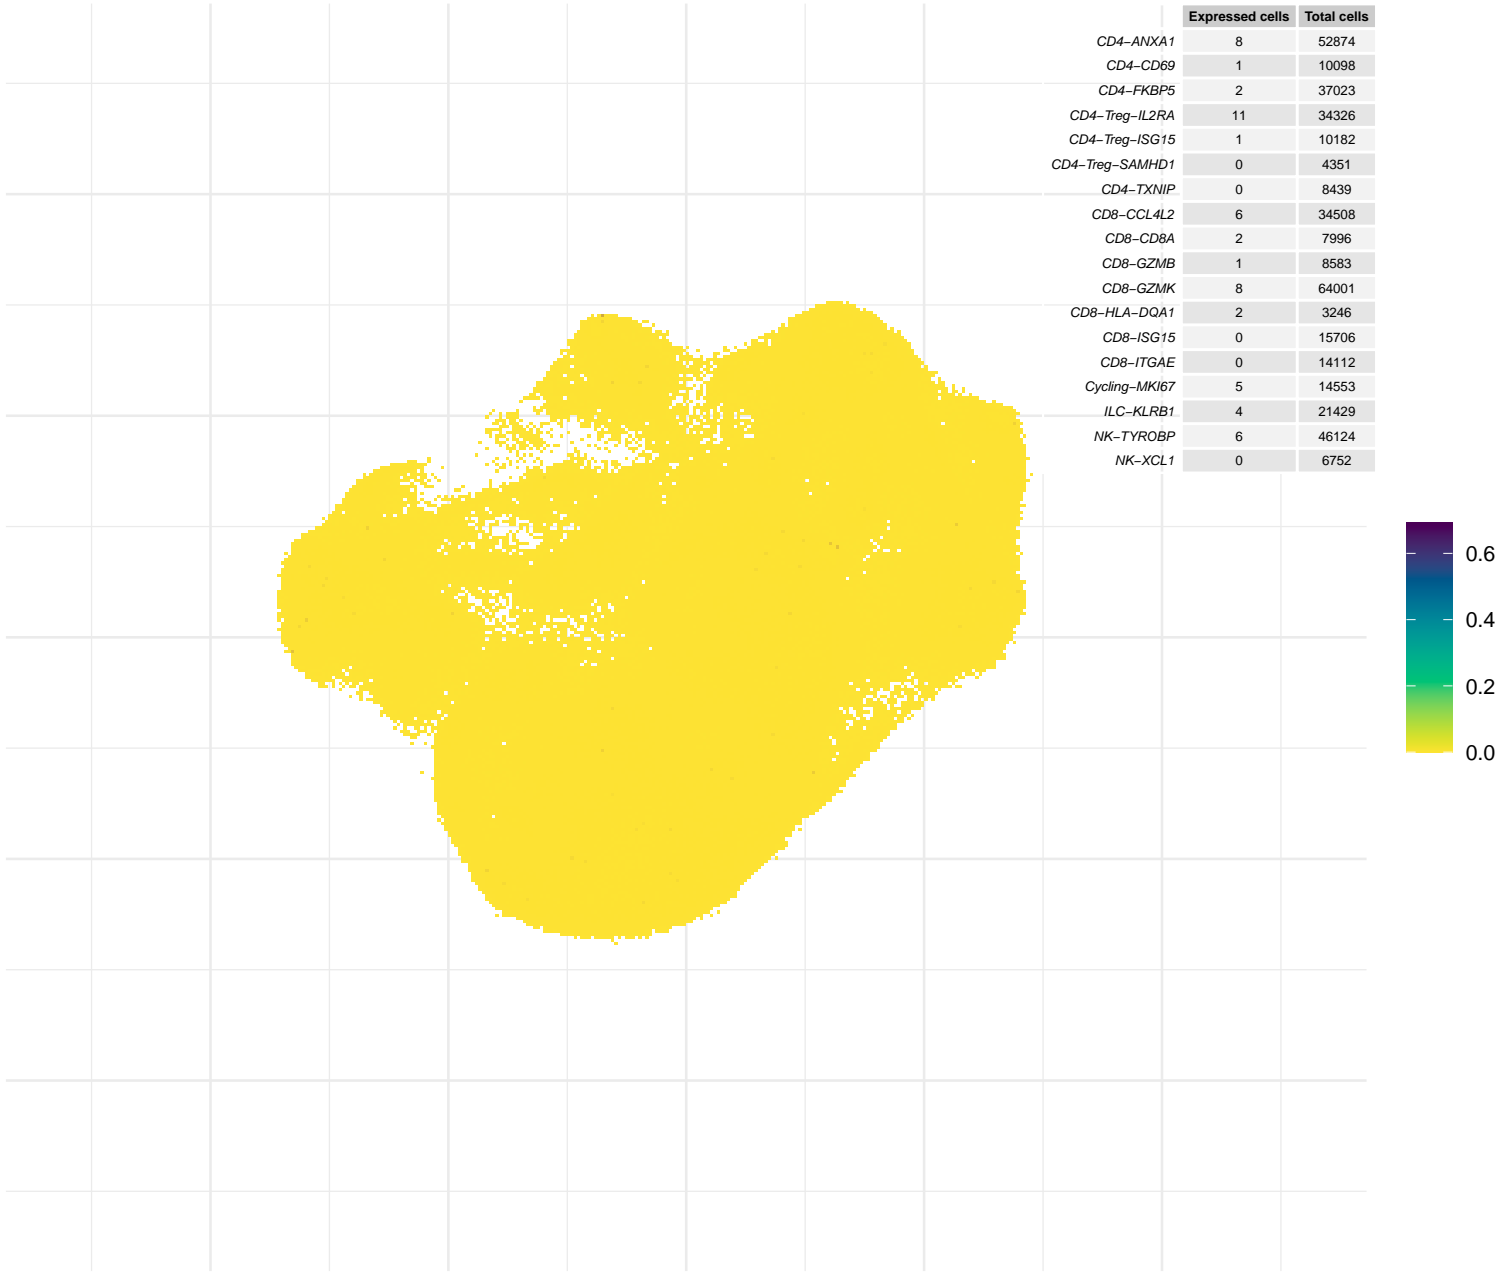 Expressed cells Total cells
CD4−ANXA1 8 52874
CD4−CD69 1 10098
CD4−FKBP5 2 37023
CD4−Treg−IL2RA 11 34326
CD4−Treg−ISG15 1 10182
CD4−Treg−SAMHD1 0 4351
CD4−TXNIP 0 8439
CD8−CCL4L2 6 34508
CD8−CD8A 2 7996
CD8−GZMB 1 8583
CD8−GZMK 8 64001
CD8−HLA−DQA1 2 3246
CD8−ISG15 0 15706
CD8−ITGAE 0 14112
Cycling−MKI67 5 14553
ILC−KLRB1 4 21429
NK−TYROBP 6 46124
NK−XCL1 0 6752
0.6
0.4
0.2
0.0